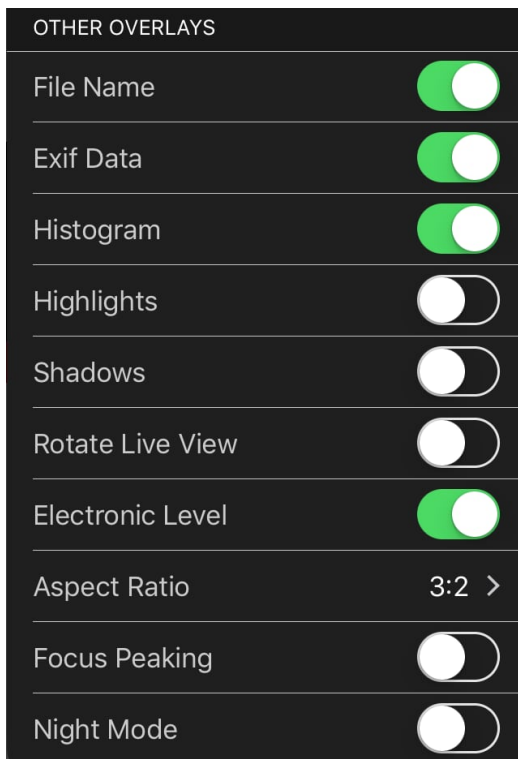 OTHER OVERLAYS
File Name
Exif Data
Histogram
Highlights
Shadows
Rotate Live View
Electronic Level
Aspect Ratio 3:2 >
Focus Peaking
Night Mode